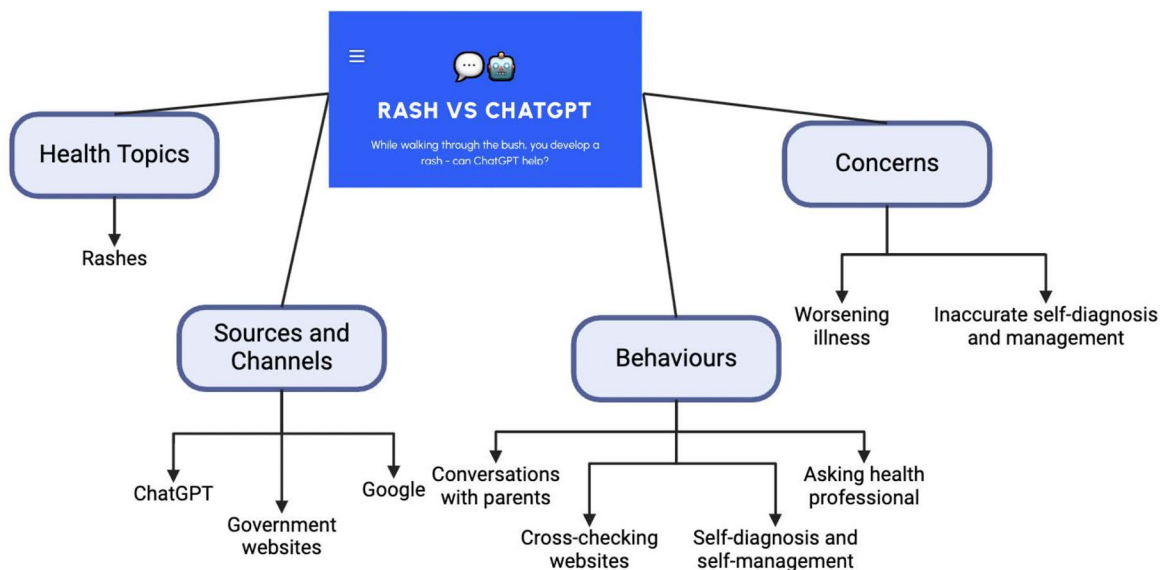 RASH VS CHATGPT
While walking through the bush, you develop a
rash - can ChatGPT help?
Health Topics
Rashes
Sources and
Channels
ChatGPT
Government
websites
Google
Behaviours
Conversations
with parents
Cross-checking
websites
Self-diagnosis and
self-management
Asking health
professional
Concerns
Worsening
illness
Inaccurate self-diagnosis
and management